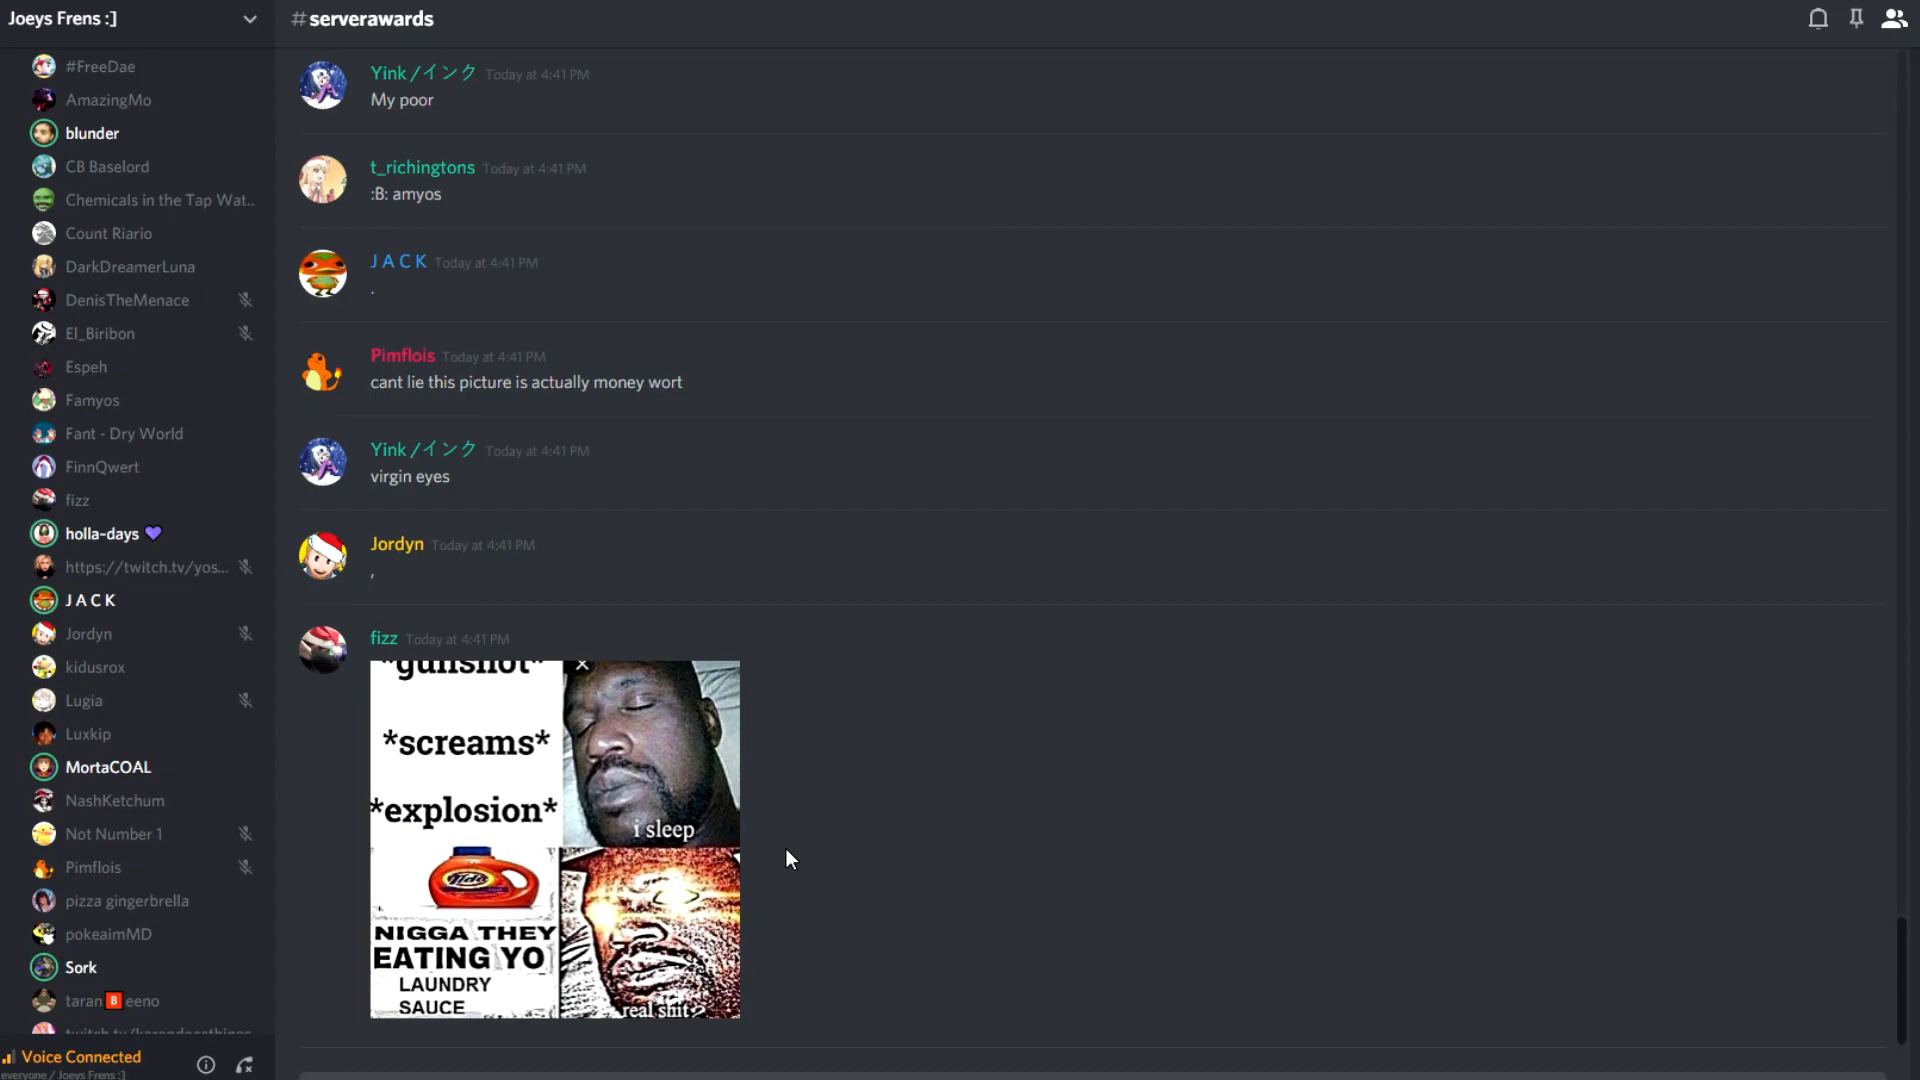 Joeys Frens :]
#FreeDae
AmazingMo
blunder
CB Baselord
Chemicals in the Tap Wat..
Count Riario
DarkDreamerLuna
DenisTheMenace
El_Biribon
Espeh
Famyos
Fant - Dry World
FinnQwert
fizz
holla-days
https://twitch.tv/yos...
J A C K
Jordyn
kidusrox
Lugia
Luxkip
MortaCOAL
NashKetchum
Not Number 1
Pimflois
pizza gingerbrella
pokeaimMD
Sork
taran B eeno
twitch.tv/karendoesthings
Voice Connected
everyone / Joeys Frens :]
# serverawards
Yink /インク Today at 4:41 PM
My poor
t_richingtons Today at 4:41 PM
:B: amyos
J A C K Today at 4:41 PM
.
Pimflois Today at 4:41 PM
cant lie this picture is actually money wort
Yink /インク Today at 4:41 PM
virgin eyes
Jordyn Today at 4:41 PM
,
fizz Today at 4:41 PM
*gunshot*
*screams*
*explosion*
i sleep
Tide
NIGGA THEY
EATING YO
LAUNDRY
SAUCE
real shit?